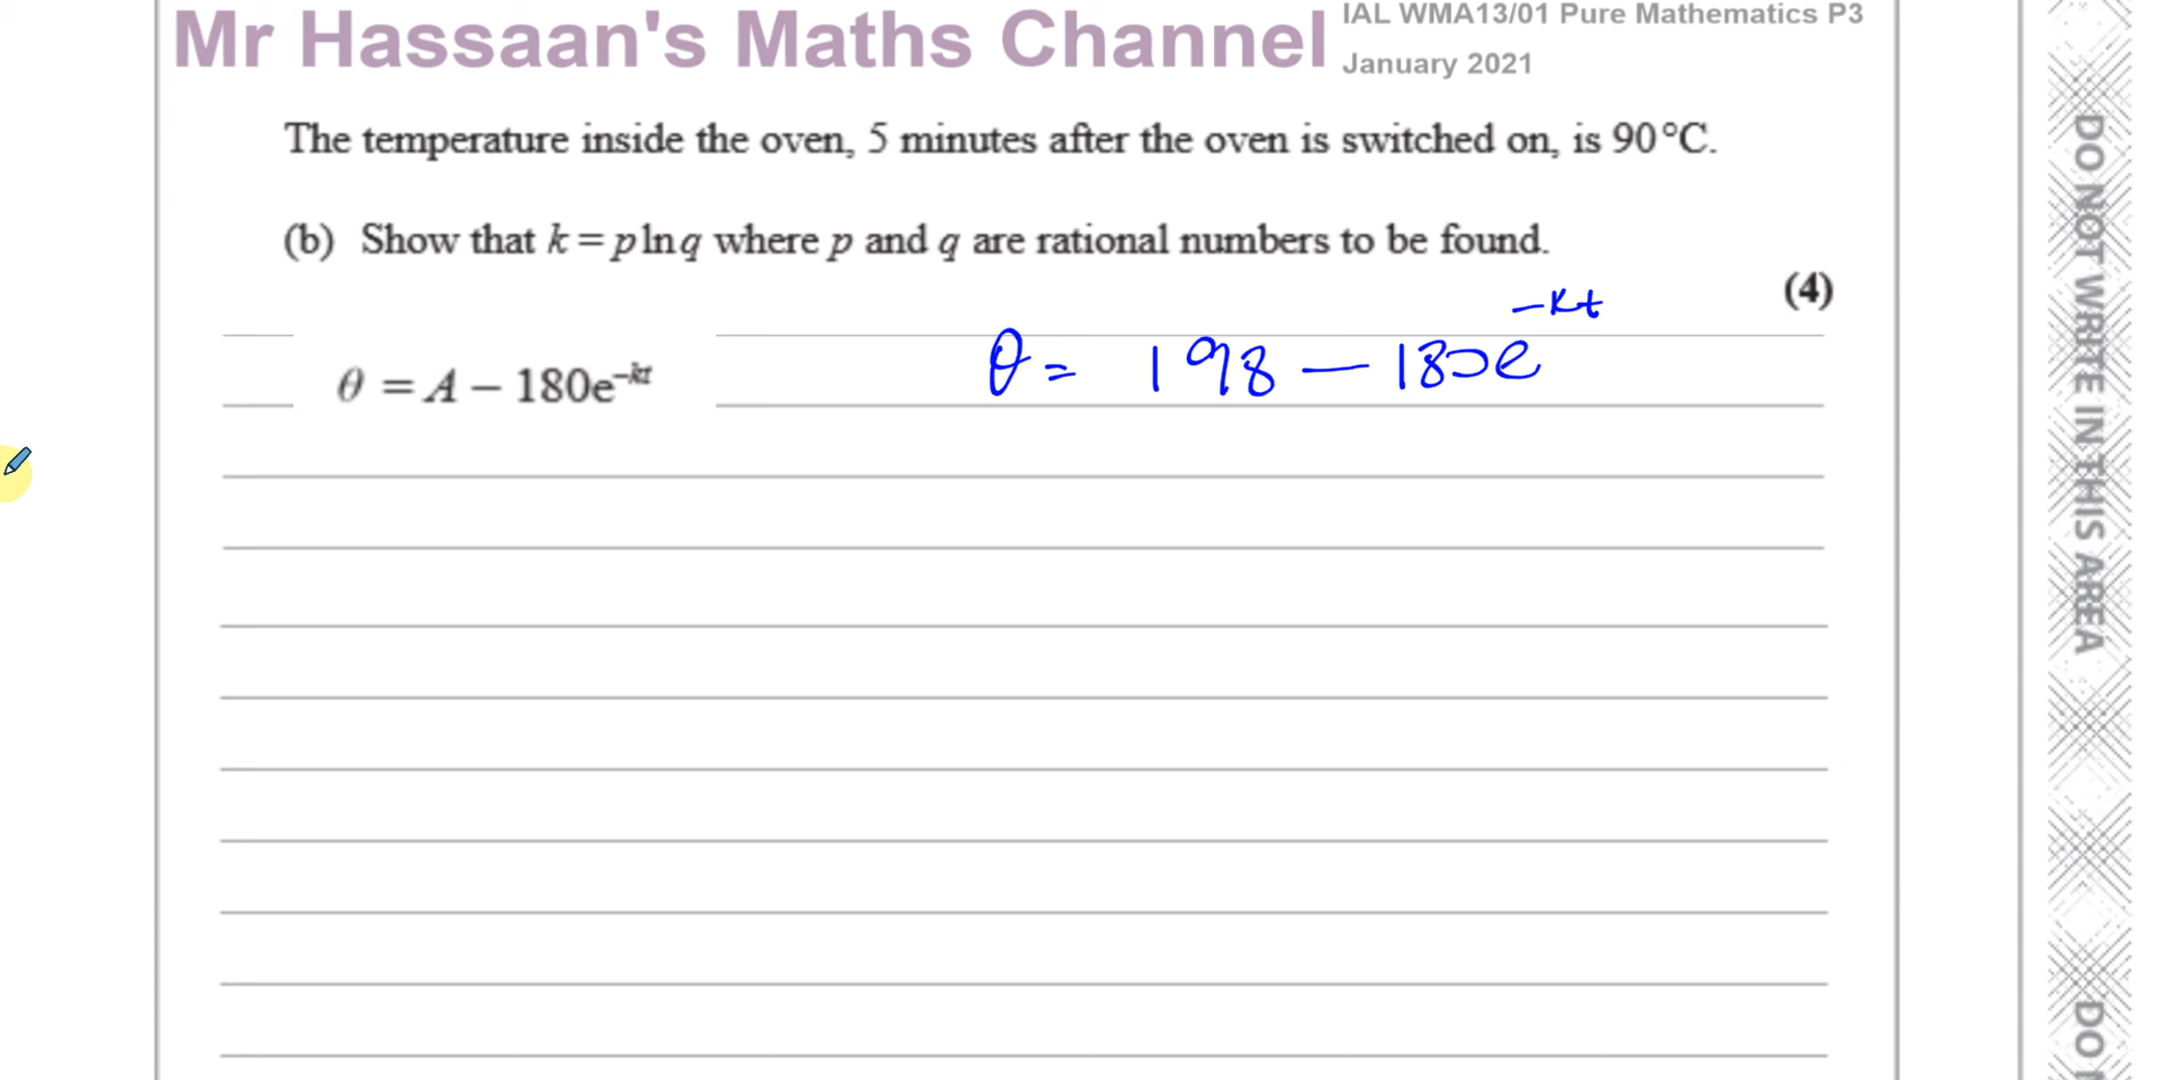 Mr Hassaan's Maths Channel
IAL WMA13/01 Pure Mathematics P3
January 2021
The temperature inside the oven, 5 minutes after the oven is switched on, is 90 °C.
(b) Show that k = p ln q where p and q are rational numbers to be found.
(4)
θ = A − 180e^{−kt}
θ = 198 − 180e^{−kt}
DO NOT WRITE IN THIS AREA
DO